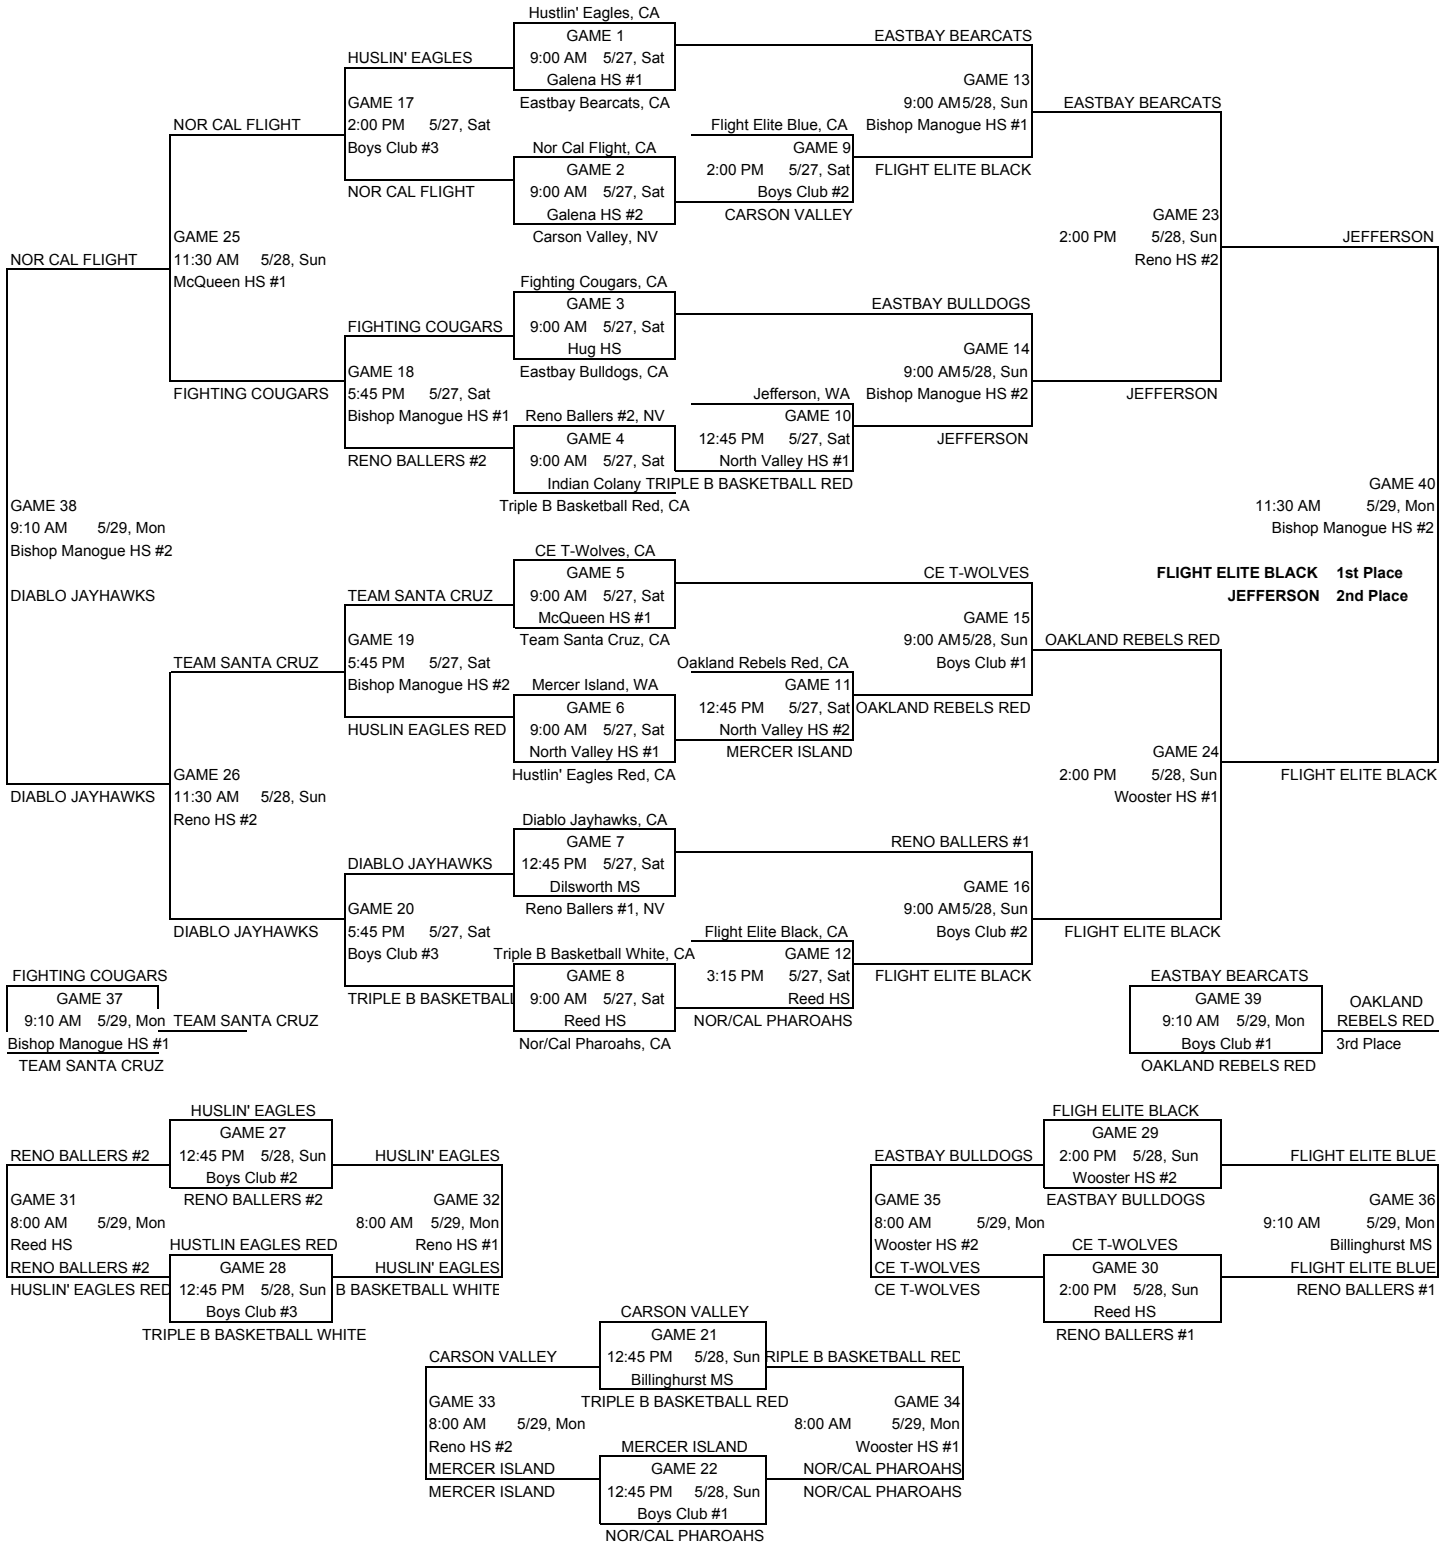 Hustlin' Eagles, CA
GAME 1
9:00 AM 5/27, Sat
Galena HS #1
Eastbay Bearcats, CA
EASTBAY BEARCATS
HUSLIN' EAGLES
GAME 13
9:00 AM 5/28, Sun
Bishop Manogue HS #1
GAME 17
2:00 PM 5/27, Sat
Boys Club #3
EASTBAY BEARCATS
NOR CAL FLIGHT
Flight Elite Blue, CA
GAME 9
2:00 PM 5/27, Sat
Boys Club #2
CARSON VALLEY
Nor Cal Flight, CA
GAME 2
9:00 AM 5/27, Sat
Galena HS #2
Carson Valley, NV
FLIGHT ELITE BLACK
NOR CAL FLIGHT
GAME 23
2:00 PM 5/28, Sun
Reno HS #2
JEFFERSON
GAME 25
11:30 AM 5/28, Sun
McQueen HS #1
NOR CAL FLIGHT
Fighting Cougars, CA
GAME 3
9:00 AM 5/27, Sat
Hug HS
Eastbay Bulldogs, CA
EASTBAY BULLDOGS
FIGHTING COUGARS
GAME 14
9:00 AM 5/28, Sun
Bishop Manogue HS #2
GAME 18
5:45 PM 5/27, Sat
Bishop Manogue HS #1
FIGHTING COUGARS
JEFFERSON
Jefferson, WA
GAME 10
12:45 PM 5/27, Sat
North Valley HS #1
TRIPLE B BASKETBALL RED
Reno Ballers #2, NV
GAME 4
9:00 AM 5/27, Sat
Indian Colany
Triple B Basketball Red, CA
JEFFERSON
RENO BALLERS #2
GAME 38
9:10 AM 5/29, Mon
Bishop Manogue HS #2
DIABLO JAYHAWKS
GAME 40
11:30 AM 5/29, Mon
Bishop Manogue HS #2
FLIGHT ELITE BLACK 1st Place
JEFFERSON 2nd Place
CE T-Wolves, CA
GAME 5
9:00 AM 5/27, Sat
McQueen HS #1
Team Santa Cruz, CA
CE T-WOLVES
TEAM SANTA CRUZ
GAME 15
9:00 AM 5/28, Sun
Boys Club #1
GAME 19
5:45 PM 5/27, Sat
Bishop Manogue HS #2
OAKLAND REBELS RED
TEAM SANTA CRUZ
Oakland Rebels Red, CA
GAME 11
12:45 PM 5/27, Sat
North Valley HS #2
MERCER ISLAND
Mercer Island, WA
GAME 6
9:00 AM 5/27, Sat
North Valley HS #1
Hustlin' Eagles Red, CA
OAKLAND REBELS RED
HUSLIN EAGLES RED
GAME 24
2:00 PM 5/28, Sun
Wooster HS #1
FLIGHT ELITE BLACK
GAME 26
11:30 AM 5/28, Sun
Reno HS #2
DIABLO JAYHAWKS
Diablo Jayhawks, CA
GAME 7
12:45 PM 5/27, Sat
Dilsworth MS
Reno Ballers #1, NV
RENO BALLERS #1
DIABLO JAYHAWKS
GAME 16
9:00 AM 5/28, Sun
Boys Club #2
GAME 20
5:45 PM 5/27, Sat
Boys Club #3
DIABLO JAYHAWKS
FLIGHT ELITE BLACK
Flight Elite Black, CA
GAME 12
3:15 PM 5/27, Sat
Reed HS
NOR/CAL PHAROAHS
Triple B Basketball White, CA
GAME 8
9:00 AM 5/27, Sat
Reed HS
Nor/Cal Pharoahs, CA
FLIGHT ELITE BLACK
TRIPLE B BASKETBALL
FIGHTING COUGARS
GAME 37
9:10 AM 5/29, Mon
Bishop Manogue HS #1
TEAM SANTA CRUZ
TEAM SANTA CRUZ
EASTBAY BEARCATS
GAME 39
9:10 AM 5/29, Mon
Boys Club #1
OAKLAND REBELS RED
OAKLAND
REBELS RED
3rd Place
HUSLIN' EAGLES
GAME 27
12:45 PM 5/28, Sun
Boys Club #2
RENO BALLERS #2
RENO BALLERS #2
GAME 31
8:00 AM 5/29, Mon
Reed HS
RENO BALLERS #2
HUSLIN' EAGLES RED
HUSLIN' EAGLES
GAME 32
8:00 AM 5/29, Mon
Reno HS #1
HUSLIN' EAGLES
B BASKETBALL WHITE
HUSTLIN EAGLES RED
GAME 28
12:45 PM 5/28, Sun
Boys Club #3
TRIPLE B BASKETBALL WHITE
FLIGH ELITE BLACK
GAME 29
2:00 PM 5/28, Sun
Wooster HS #2
EASTBAY BULLDOGS
EASTBAY BULLDOGS
GAME 35
8:00 AM 5/29, Mon
Wooster HS #2
CE T-WOLVES
CE T-WOLVES
FLIGHT ELITE BLUE
GAME 36
9:10 AM 5/29, Mon
Billinghurst MS
FLIGHT ELITE BLUE
RENO BALLERS #1
CE T-WOLVES
GAME 30
2:00 PM 5/28, Sun
Reed HS
RENO BALLERS #1
CARSON VALLEY
GAME 21
12:45 PM 5/28, Sun
Billinghurst MS
TRIPLE B BASKETBALL RED
CARSON VALLEY
GAME 33
8:00 AM 5/29, Mon
Reno HS #2
MERCER ISLAND
MERCER ISLAND
RIPLE B BASKETBALL RED
GAME 34
8:00 AM 5/29, Mon
Wooster HS #1
NOR/CAL PHAROAHS
NOR/CAL PHAROAHS
MERCER ISLAND
GAME 22
12:45 PM 5/28, Sun
Boys Club #1
NOR/CAL PHAROAHS